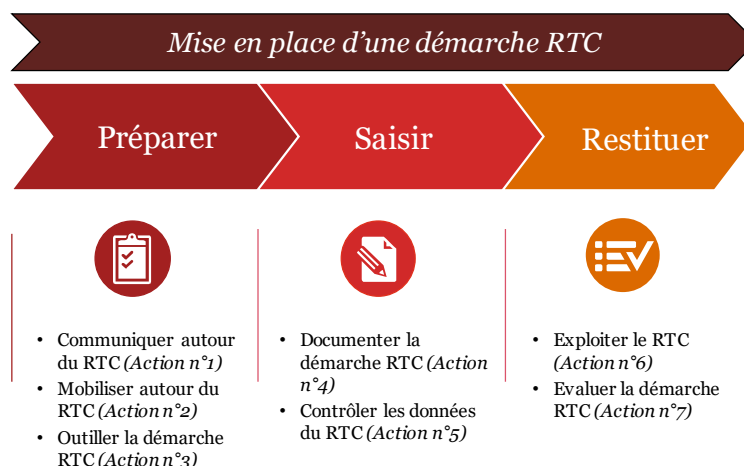 Mise en place d'une démarche RTC
Préparer
Saisir
Restituer
• Communiquer autour
du RTC (Action n°1)
• Mobiliser autour du
RTC (Action n°2)
• Outiller la démarche
RTC (Action n°3)
• Documenter la
démarche RTC (Action
n°4)
• Contrôler les données
du RTC (Action n°5)
• Exploiter le RTC
(Action n°6)
• Evaluer la démarche
RTC (Action n°7)